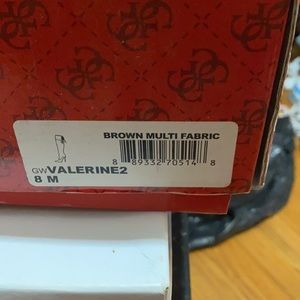 BROWN MULTI FABRIC
8 89332 70514 8
GWVALERINE2
8 M